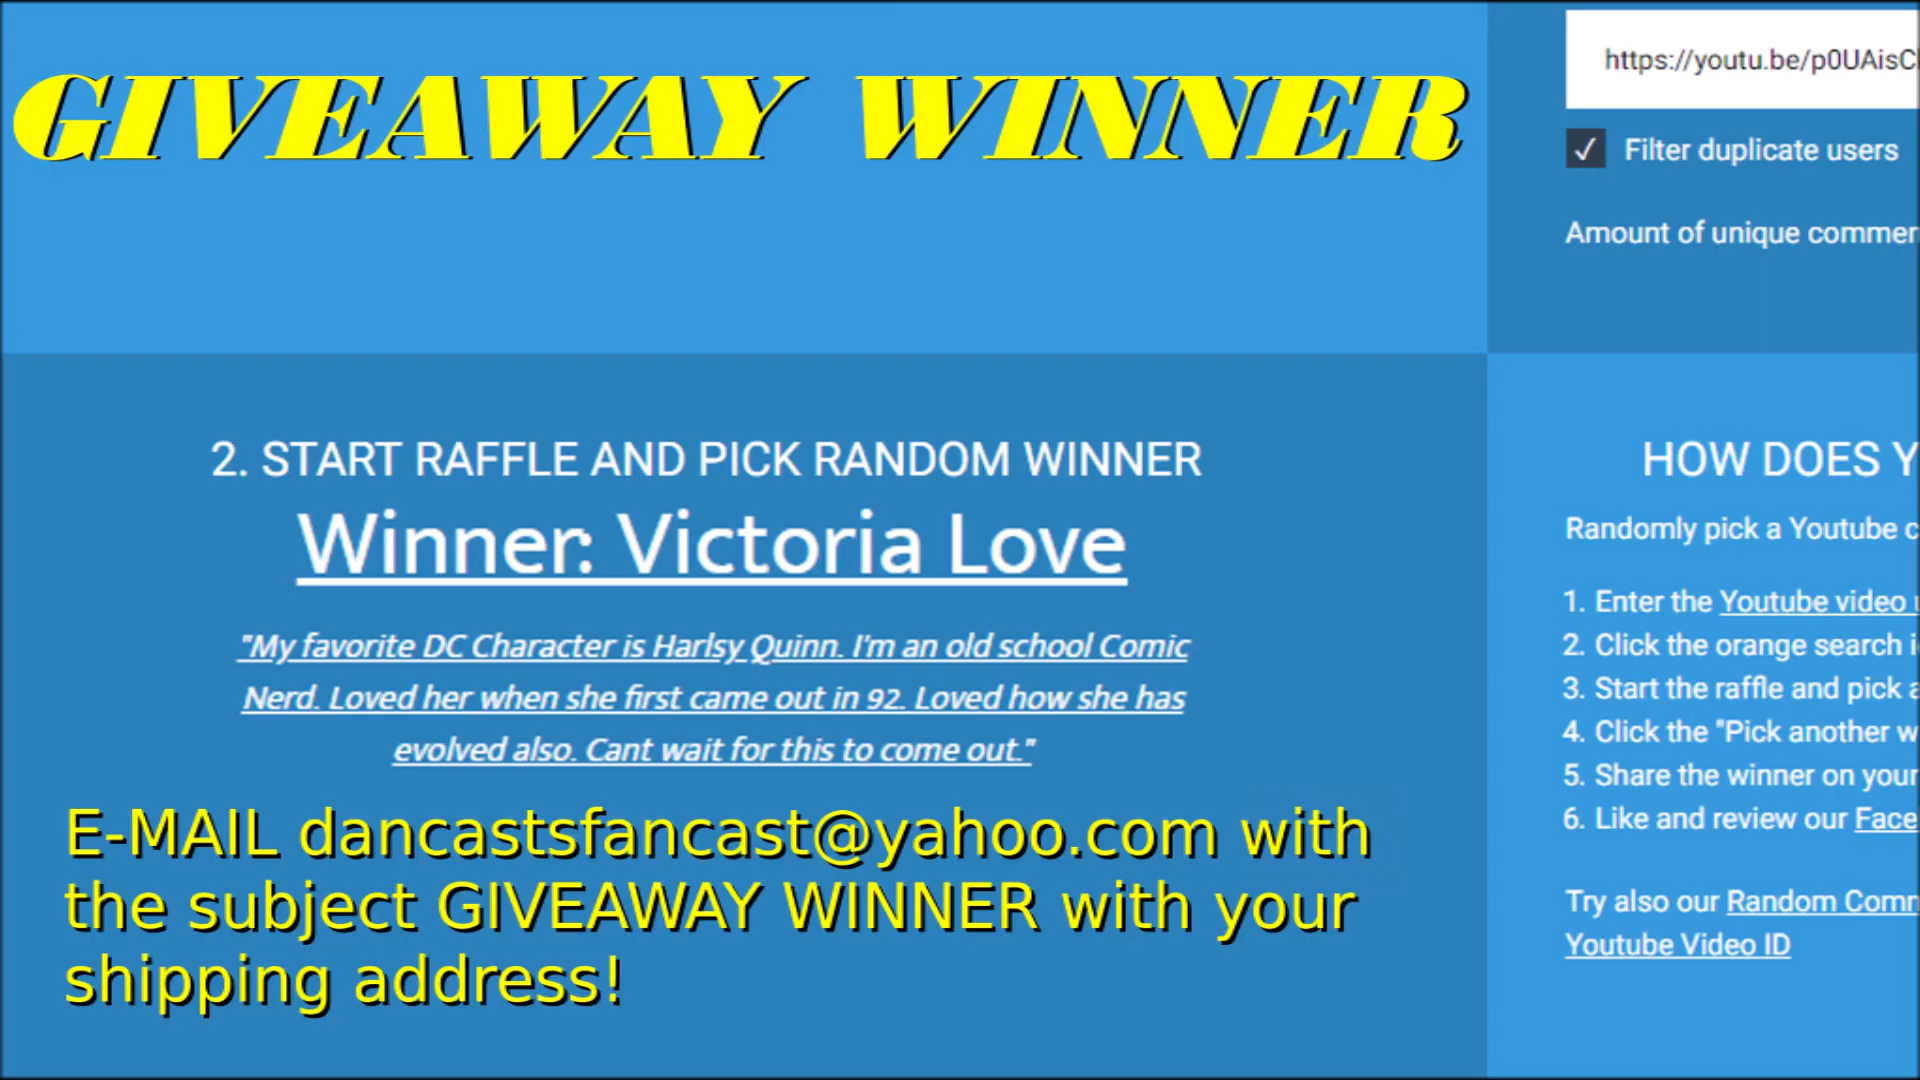 GIVEAWAY WINNER
https://youtu.be/p0UAisC
Filter duplicate users
Amount of unique
2. START RAFFLE AND PICK RANDOM WINNER
Winner: Victoria Love
"My favorite DC Character is Harlsy Quinn. I'm an old school Comic
Nerd. Loved her when she first came out in 92. Loved how she has
evolved also. Cant wait for this to come out."
E-MAIL dancastsfancast@yahoo.com with
the subject GIVEAWAY WINNER with your
shipping address!
HOW DOES
Randomly pick a Youtube
1. Enter the Youtube video
2. Click the orange search
3. Start the raffle and pick
4. Click the "Pick another
5. Share the winner on your
6. Like and review our
Try also our Random
Youtube Video ID